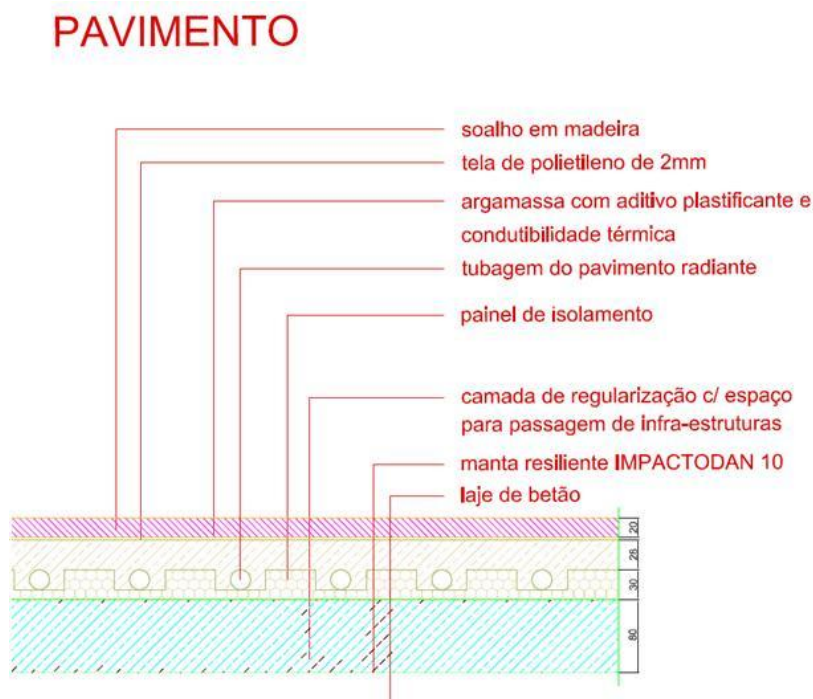 PAVIMENTO
soalho em madeira
tela de polietileno de 2mm
argamassa com aditivo plastificante e
condutibilidade térmica
tubagem do pavimento radiante
painel de isolamento
camada de regularização c/ espaço
para passagem de infra-estruturas
manta resiliente IMPACTODAN 10
laje de betão
20
26
30
80